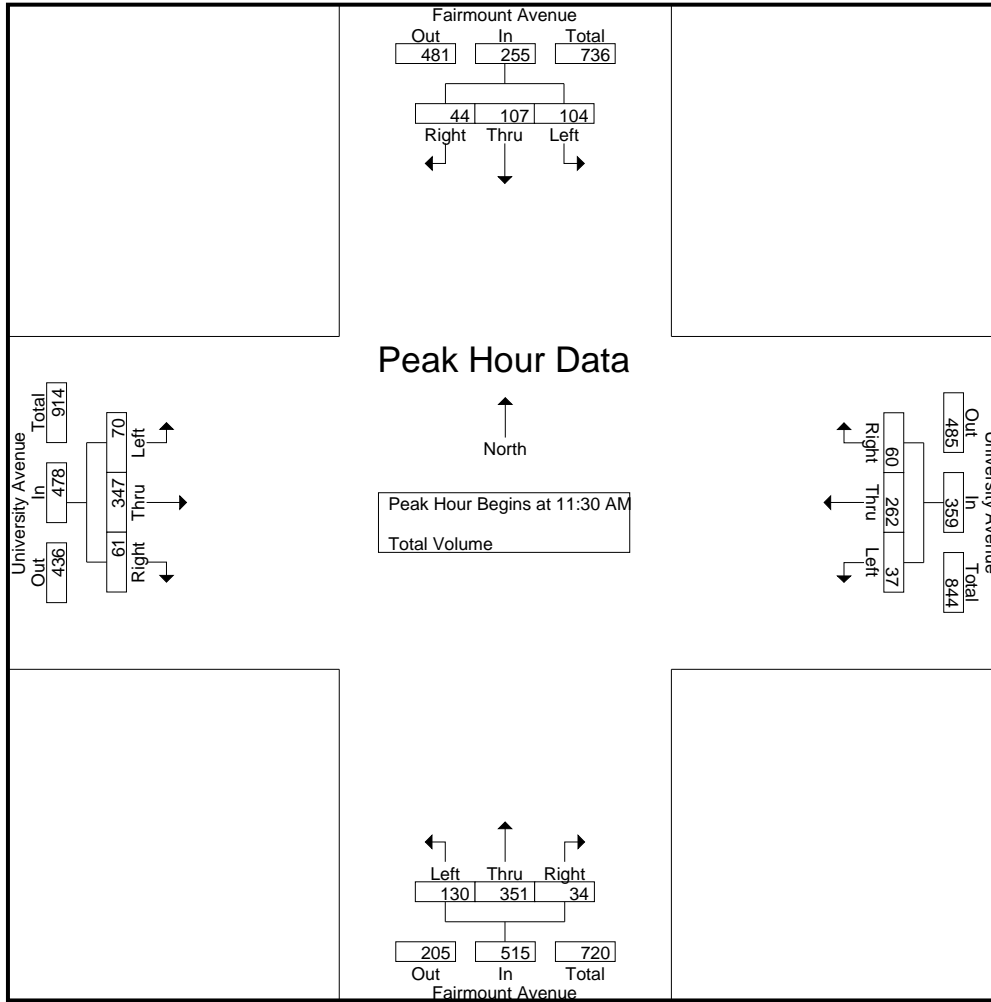 Fairmount Avenue
Out In Total
481 255 736
44 107 104
Right Thru Left
Peak Hour Data
North
Peak Hour Begins at 11:30 AM
Total Volume
University Avenue
Total In Out
914 478 436
70 347 61
Left Thru Right
University Avenue
Out In Total
485 359 844
60 262 37
Right Thru Left
Left Thru Right
130 351 34
205 515 720
Out In Total
Fairmount Avenue